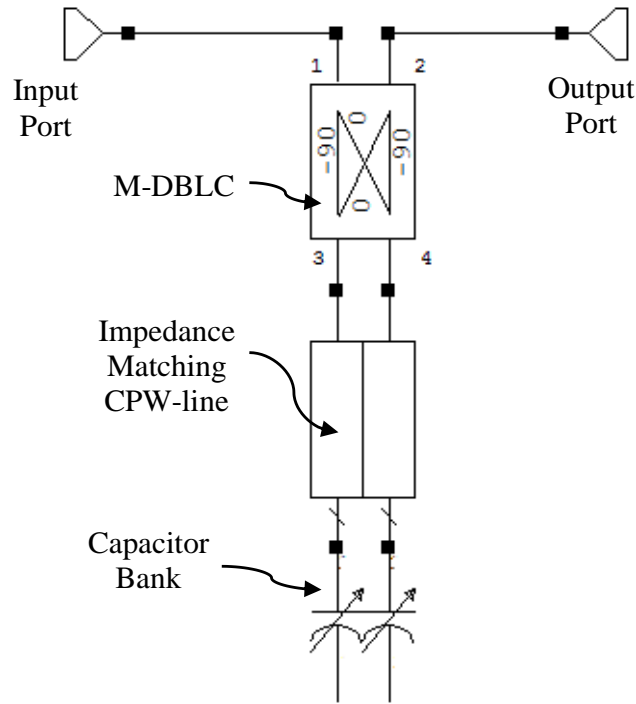 Input
Port
Output
Port
1
2
-90
0
-90
0
M-DBLC
3
4
Impedance
Matching
CPW-line
Capacitor
Bank